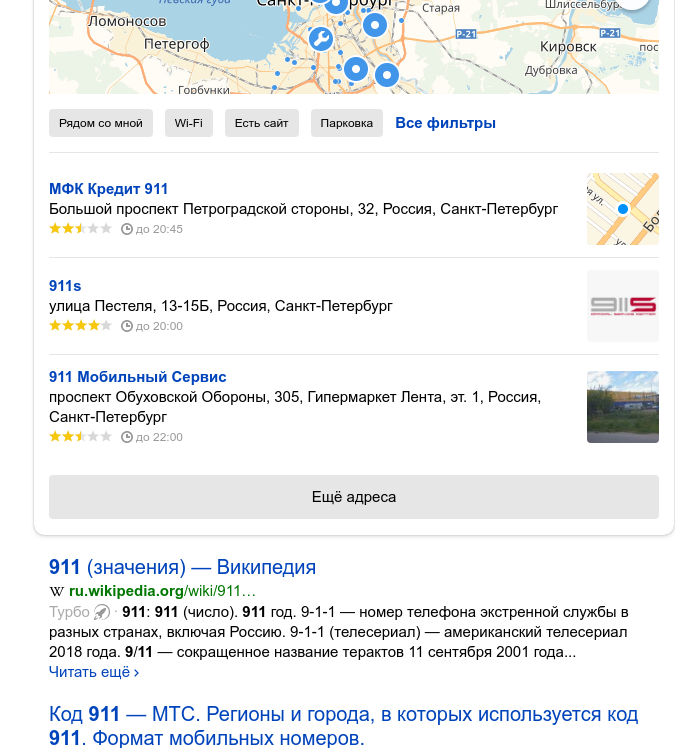 Невская губа
Санкт-Петербург
Ломоносов
Старая
Шлиссельбург
Петергоф
Р-21
Р-21
Кировск
пос
Дубровка
Горбунки
Рядом со мной
Wi-Fi
Есть сайт
Парковка
Все фильтры
МФК Кредит 911
Большой проспект Петроградской стороны, 32, Россия, Санкт-Петербург
до 20:45
911s
улица Пестеля, 13-15Б, Россия, Санкт-Петербург
до 20:00
911S
911 Мобильный Сервис
проспект Обуховской Обороны, 305, Гипермаркет Лента, эт. 1, Россия,
Санкт-Петербург
до 22:00
Ещё адреса
911 (значения) — Википедия
W ru.wikipedia.org/wiki/911…
Турбо · 911: 911 (число). 911 год. 9-1-1 — номер телефона экстренной службы в
разных странах, включая Россию. 9-1-1 (телесериал) — американский телесериал
2018 года. 9/11 — сокращенное название терактов 11 сентября 2001 года...
Читать ещё ›
Код 911 — МТС. Регионы и города, в которых используется код
911. Формат мобильных номеров.